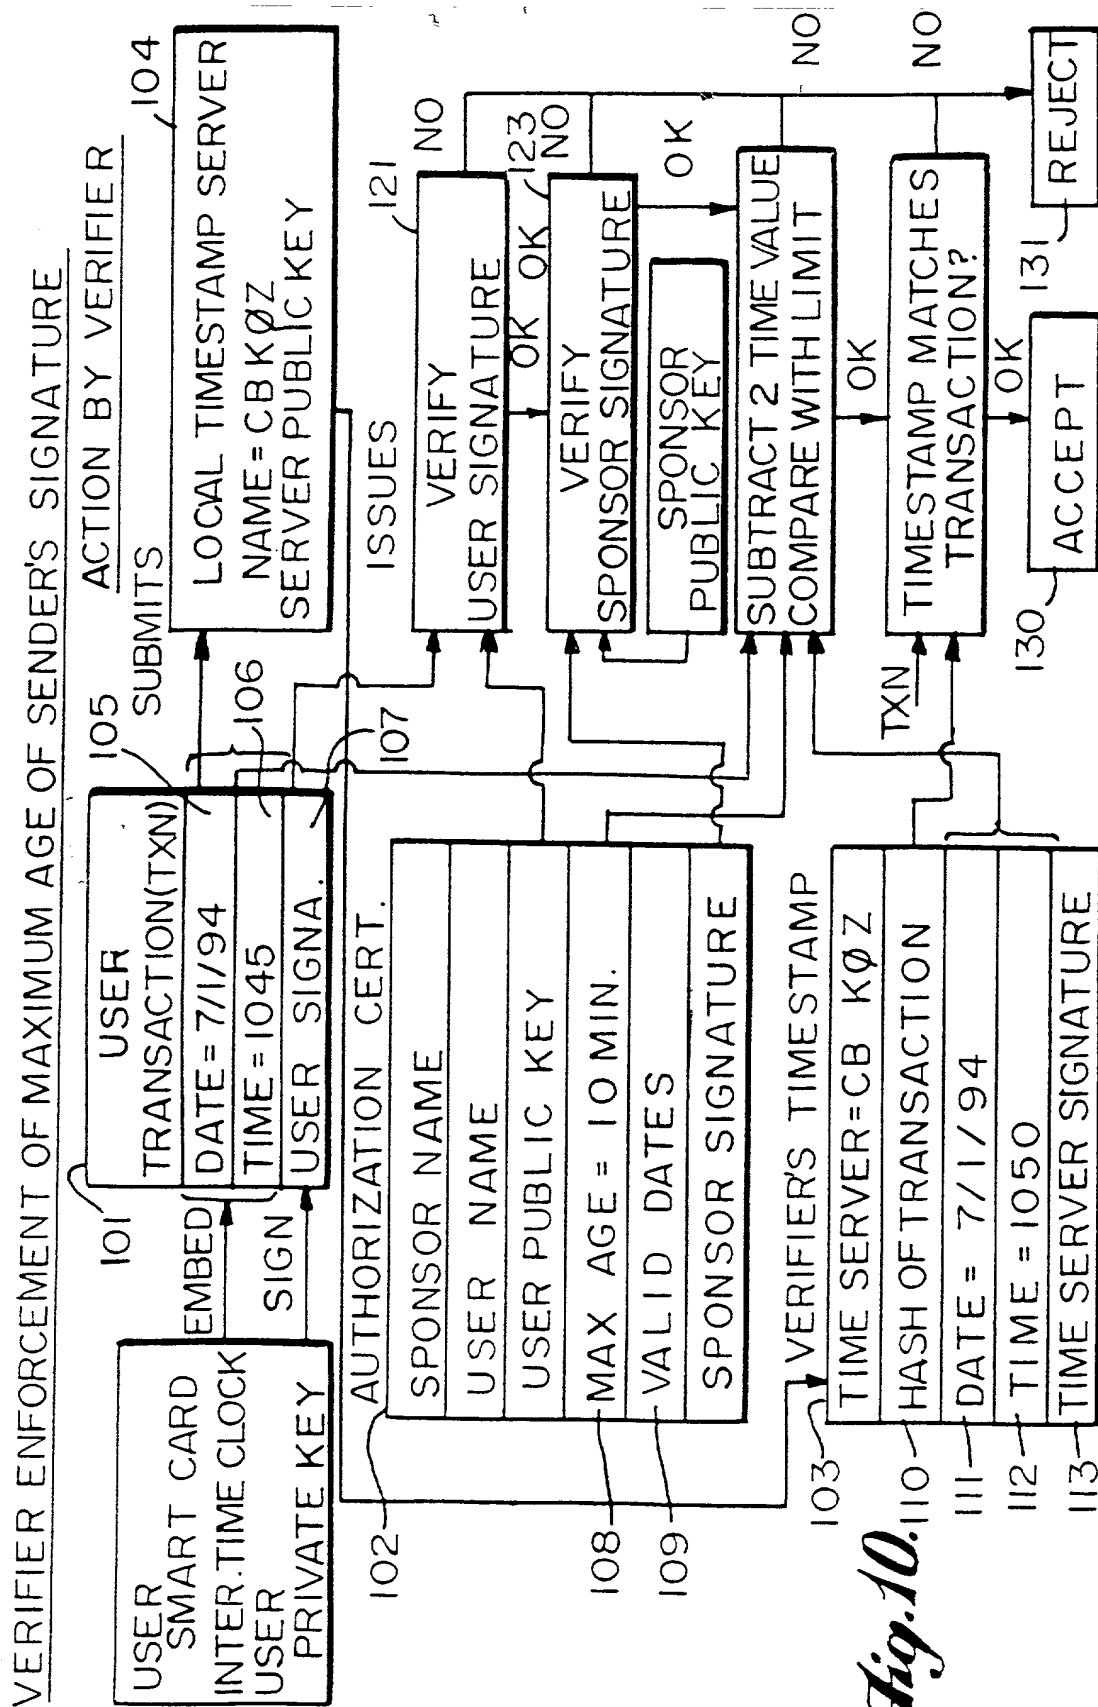 VERIFIER ENFORCEMENT OF MAXIMUM AGE OF SENDER'S SIGNATURE
ACTION BY VERIFIER
USER
SMART CARD
INTER.TIME CLOCK
USER
PRIVATE KEY
EMBED
SIGN
101
USER
TRANSACTION(TXN)
DATE = 7/1/94
TIME = 1045
USER SIGNA.
105
106
107
SUBMITS
104
LOCAL TIMESTAMP SERVER
NAME = CB KØZ
SERVER PUBLIC KEY
ISSUES
102
AUTHORIZATION CERT.
SPONSOR NAME
USER NAME
USER PUBLIC KEY
MAX AGE = 10 MIN.
VALID DATES
SPONSOR SIGNATURE
108
109
121
VERIFY
USER SIGNATURE
NO
OK
OK
123
NO
VERIFY
SPONSOR SIGNATURE
OK
SPONSOR
PUBLIC KEY
SUBTRACT 2 TIME VALUE
COMPARE WITH LIMIT
NO
OK
103
VERIFIER'S TIMESTAMP
TIME SERVER = CB KØZ
HASH OF TRANSACTION
DATE = 7/1/94
TIME = 1050
TIME SERVER SIGNATURE
110
111
112
113
TXN
TIMESTAMP MATCHES
TRANSACTION?
NO
OK
130
ACCEPT
131
REJECT
Fig.10.